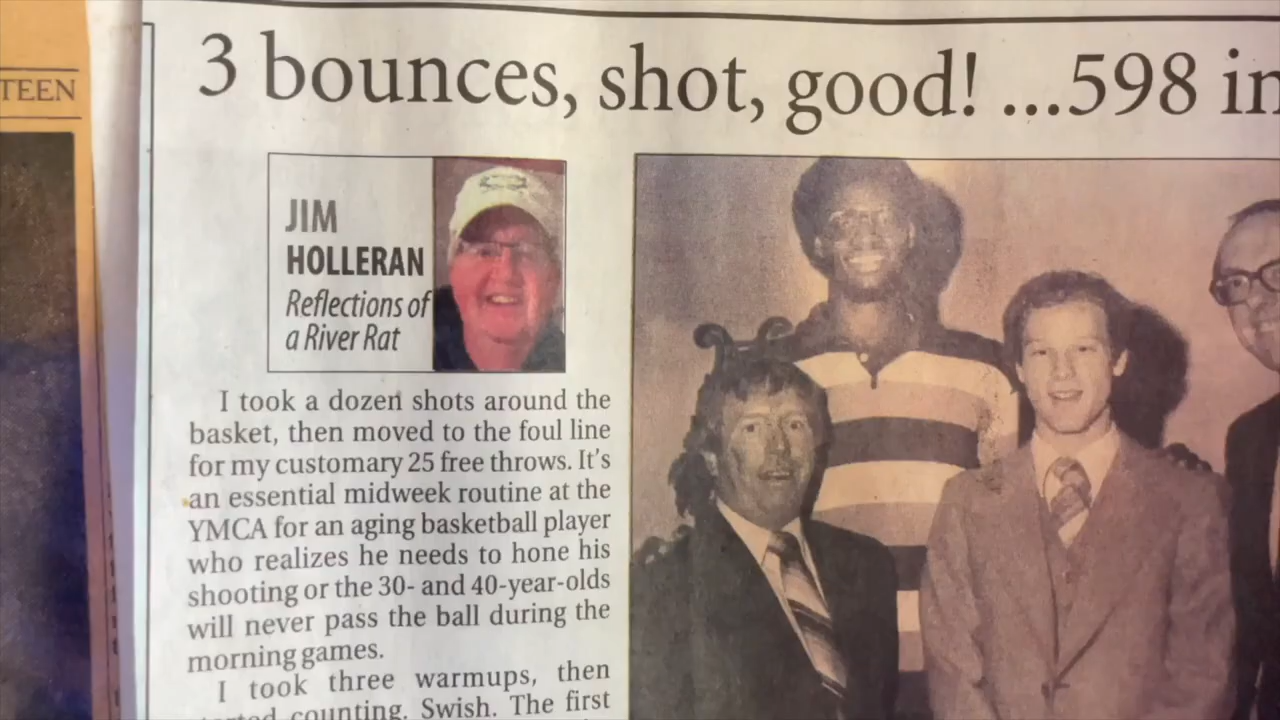 TEEN
3 bounces, shot, good! ...598 in
JIM
HOLLERAN
Reflections of
a River Rat
I took a dozen shots around the
basket, then moved to the foul line
for my customary 25 free throws. It's
an essential midweek routine at the
YMCA for an aging basketball player
who realizes he needs to hone his
shooting or the 30- and 40-year-olds
will never pass the ball during the
morning games.
I took three warmups, then
counting. Swish. The first